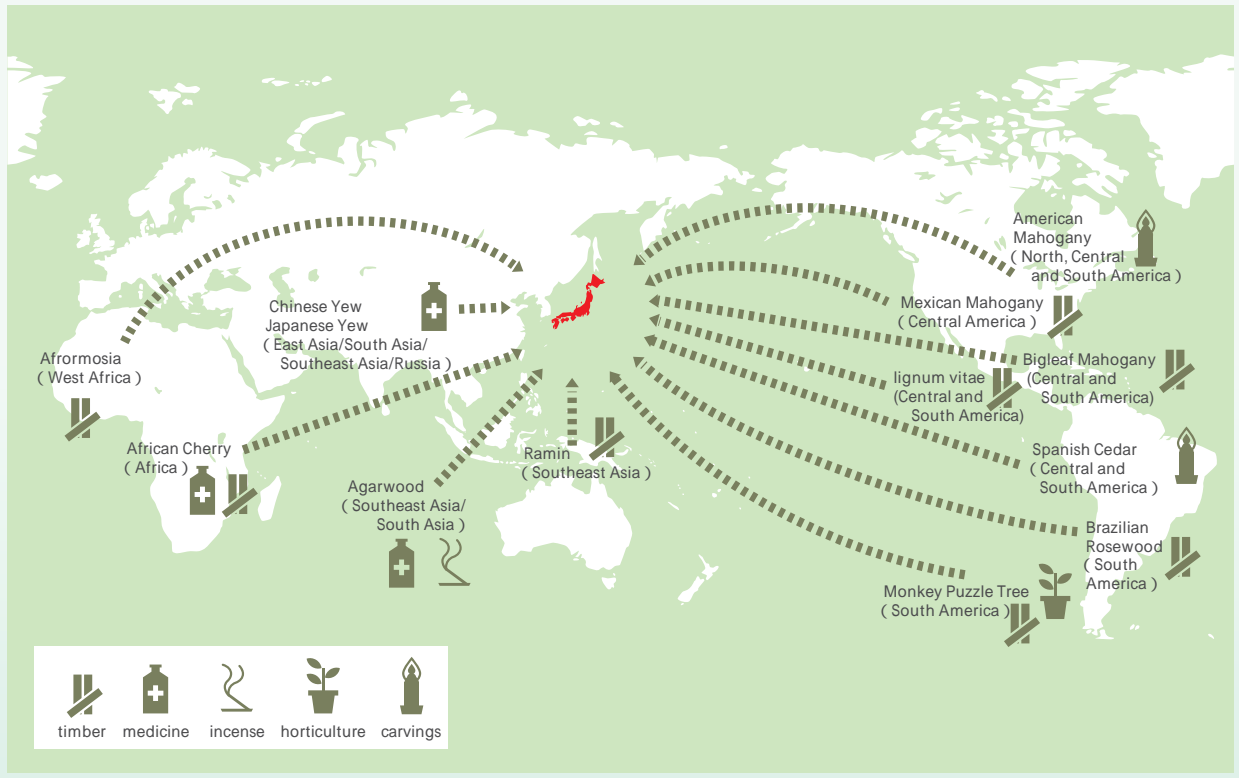 American
Mahogany
( North, Central
and South America )
Chinese Yew
Japanese Yew
( East Asia/South Asia/
Southeast Asia/Russia )
Mexican Mahogany
( Central America )
Afrormosia
( West Africa )
Bigleaf Mahogany
(Central and
South America)
lignum vitae
(Central and
South America)
African Cherry
( Africa )
Ramin
( Southeast Asia )
Spanish Cedar
( Central and
South America )
Agarwood
( Southeast Asia/
South Asia )
Brazilian
Rosewood
( South
America )
Monkey Puzzle Tree
( South America )
timber
medicine
incense
horticulture
carvings